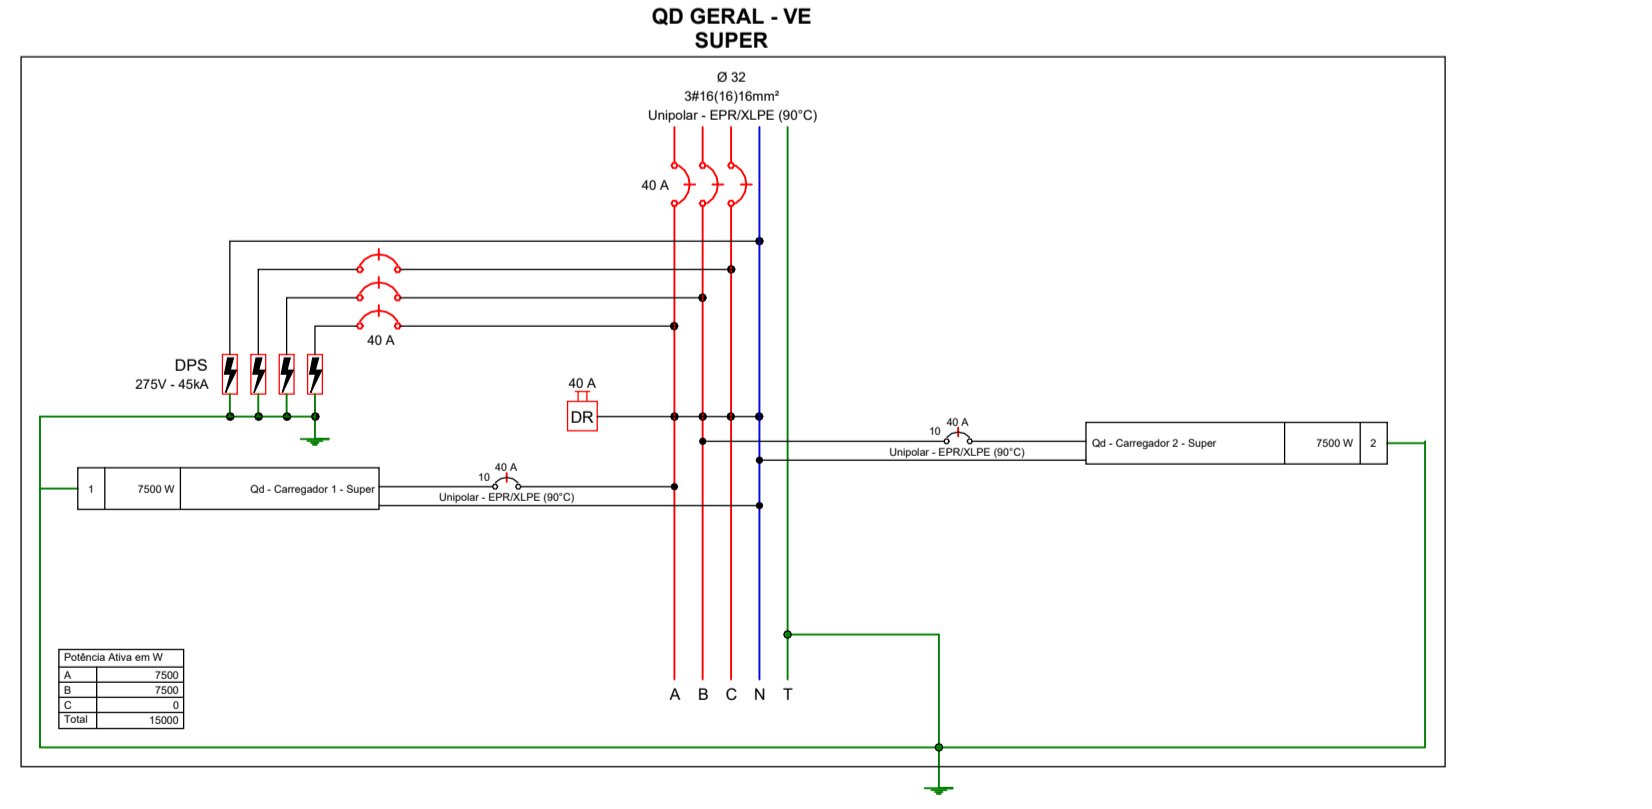 QD GERAL - VE
SUPER
Ø 32
3#16(16)16mm²
Unipolar - EPR/XLPE (90°C)
40 A
40 A
DPS
275V - 45kA
40 A
DR
40 A
10
Unipolar - EPR/XLPE (90°C)
Qd - Carregador 2 - Super
7500 W
2
1
7500 W
Qd - Carregador 1 - Super
40 A
10
Unipolar - EPR/XLPE (90°C)
Potência Ativa em W
A 7500
B 7500
C 0
Total 15000
A B C N T